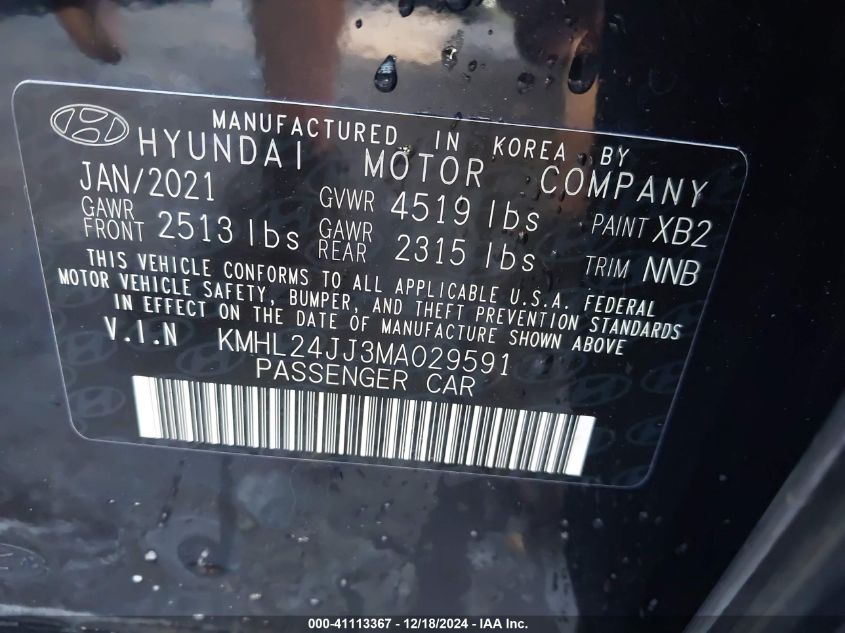 MANUFACTURED IN KOREA BY
HYUNDAI MOTOR COMPANY
JAN/2021 GVWR 4519 lbs PAINT XB2
GAWR FRONT 2513 lbs GAWR REAR 2315 lbs TRIM NNB
THIS VEHICLE CONFORMS TO ALL APPLICABLE U.S.A. FEDERAL
MOTOR VEHICLE SAFETY, BUMPER, AND THEFT PREVENTION STANDARDS
IN EFFECT ON THE DATE OF MANUFACTURE SHOWN ABOVE
V.I.N KMHL24JJ3MA029591
PASSENGER CAR
000-41113367 - 12/18/2024 - IAA Inc.